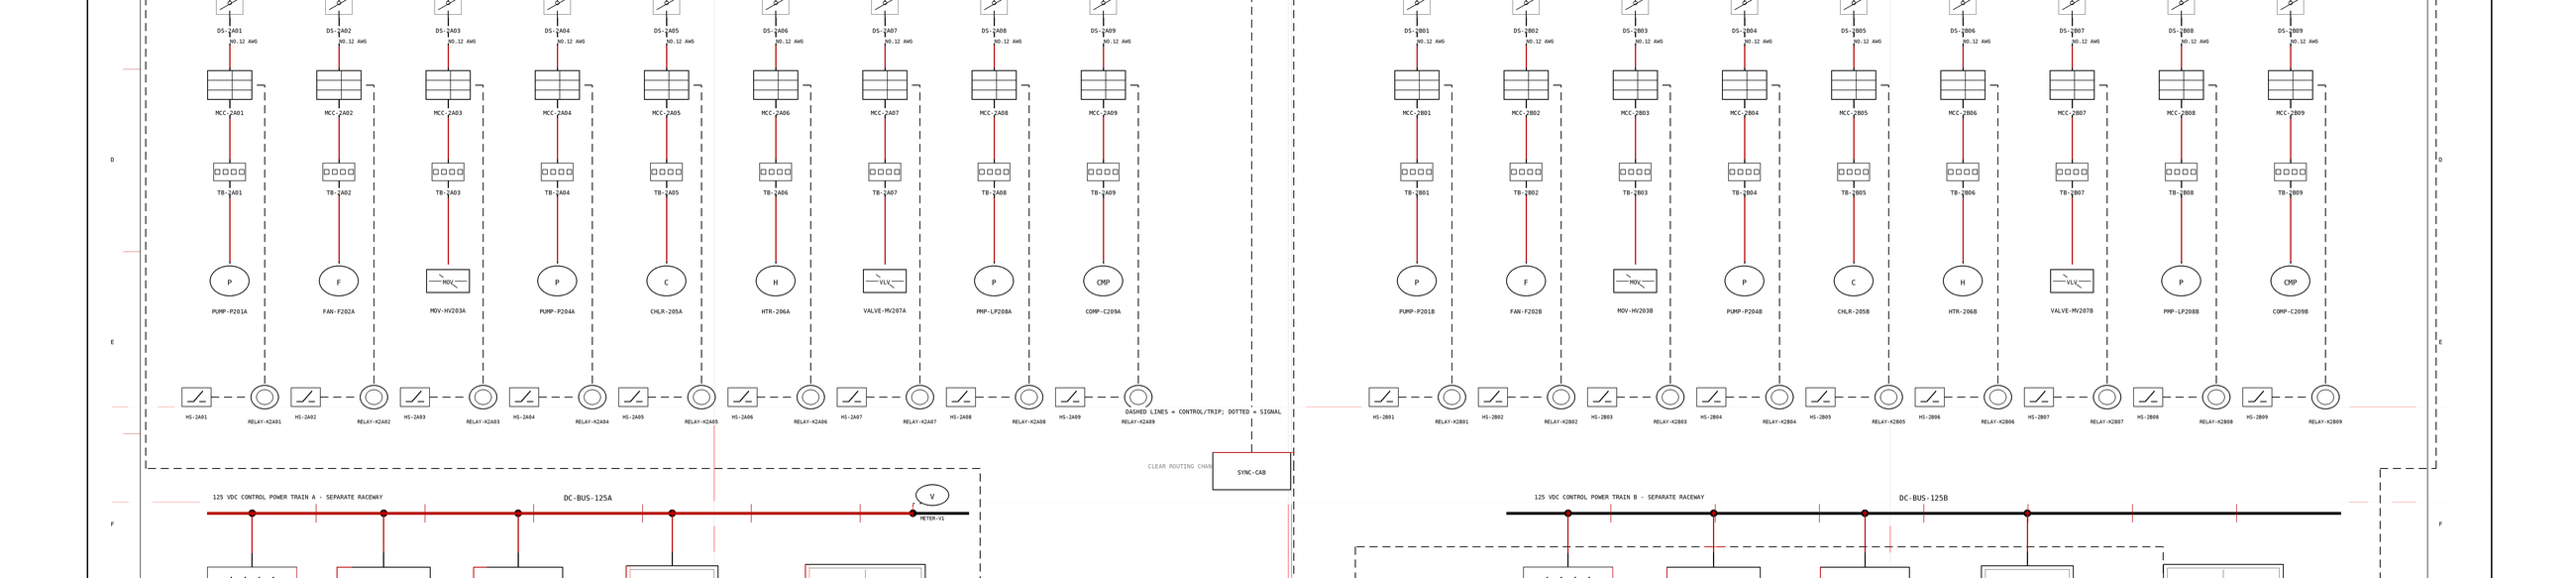 DS-2A01 DS-2A02 DS-2A03 DS-2A04 DS-2A05 DS-2A06 DS-2A07 DS-2A08 DS-2A09 DS-2B01 DS-2B02 DS-2B03 DS-2B04 DS-2B05 DS-2B06 DS-2B07 DS-2B08 DS-2B09
NO.12 AWG NO.12 AWG NO.12 AWG NO.12 AWG NO.12 AWG NO.12 AWG NO.12 AWG NO.12 AWG NO.12 AWG NO.12 AWG NO.12 AWG NO.12 AWG NO.12 AWG NO.12 AWG NO.12 AWG NO.12 AWG NO.12 AWG NO.12 AWG
MCC-2A01 MCC-2A02 MCC-2A03 MCC-2A04 MCC-2A05 MCC-2A06 MCC-2A07 MCC-2A08 MCC-2A09 MCC-2B01 MCC-2B02 MCC-2B03 MCC-2B04 MCC-2B05 MCC-2B06 MCC-2B07 MCC-2B08 MCC-2B09
D D
TB-2A01 TB-2A02 TB-2A03 TB-2A04 TB-2A05 TB-2A06 TB-2A07 TB-2A08 TB-2A09 TB-2B01 TB-2B02 TB-2B03 TB-2B04 TB-2B05 TB-2B06 TB-2B07 TB-2B08 TB-2B09
P F MOV P C H VLV P CMP P F MOV P C H VLV P CMP
PUMP-P201A FAN-F202A MOV-HV203A PUMP-P204A CHLR-205A HTR-206A VALVE-MV207A PMP-LP208A COMP-C209A PUMP-P201B FAN-F202B MOV-HV203B PUMP-P204B CHLR-205B HTR-206B VALVE-MV207B PMP-LP208B COMP-C209B
E E
DASHED LINES = CONTROL/TRIP; DOTTED = SIGNAL
HS-2A01 HS-2A02 HS-2A03 HS-2A04 HS-2A05 HS-2A06 HS-2A07 HS-2A08 HS-2A09 HS-2B01 HS-2B02 HS-2B03 HS-2B04 HS-2B05 HS-2B06 HS-2B07 HS-2B08 HS-2B09
RELAY-K2A01 RELAY-K2A02 RELAY-K2A03 RELAY-K2A04 RELAY-K2A05 RELAY-K2A06 RELAY-K2A07 RELAY-K2A08 RELAY-K2A09 RELAY-K2B01 RELAY-K2B02 RELAY-K2B03 RELAY-K2B04 RELAY-K2B05 RELAY-K2B06 RELAY-K2B07 RELAY-K2B08 RELAY-K2B09
CLEAR ROUTING CHAN
SYNC-CAB
125 VDC CONTROL POWER TRAIN A - SEPARATE RACEWAY DC-BUS-125A V 125 VDC CONTROL POWER TRAIN B - SEPARATE RACEWAY DC-BUS-125B
METER-V1
F F